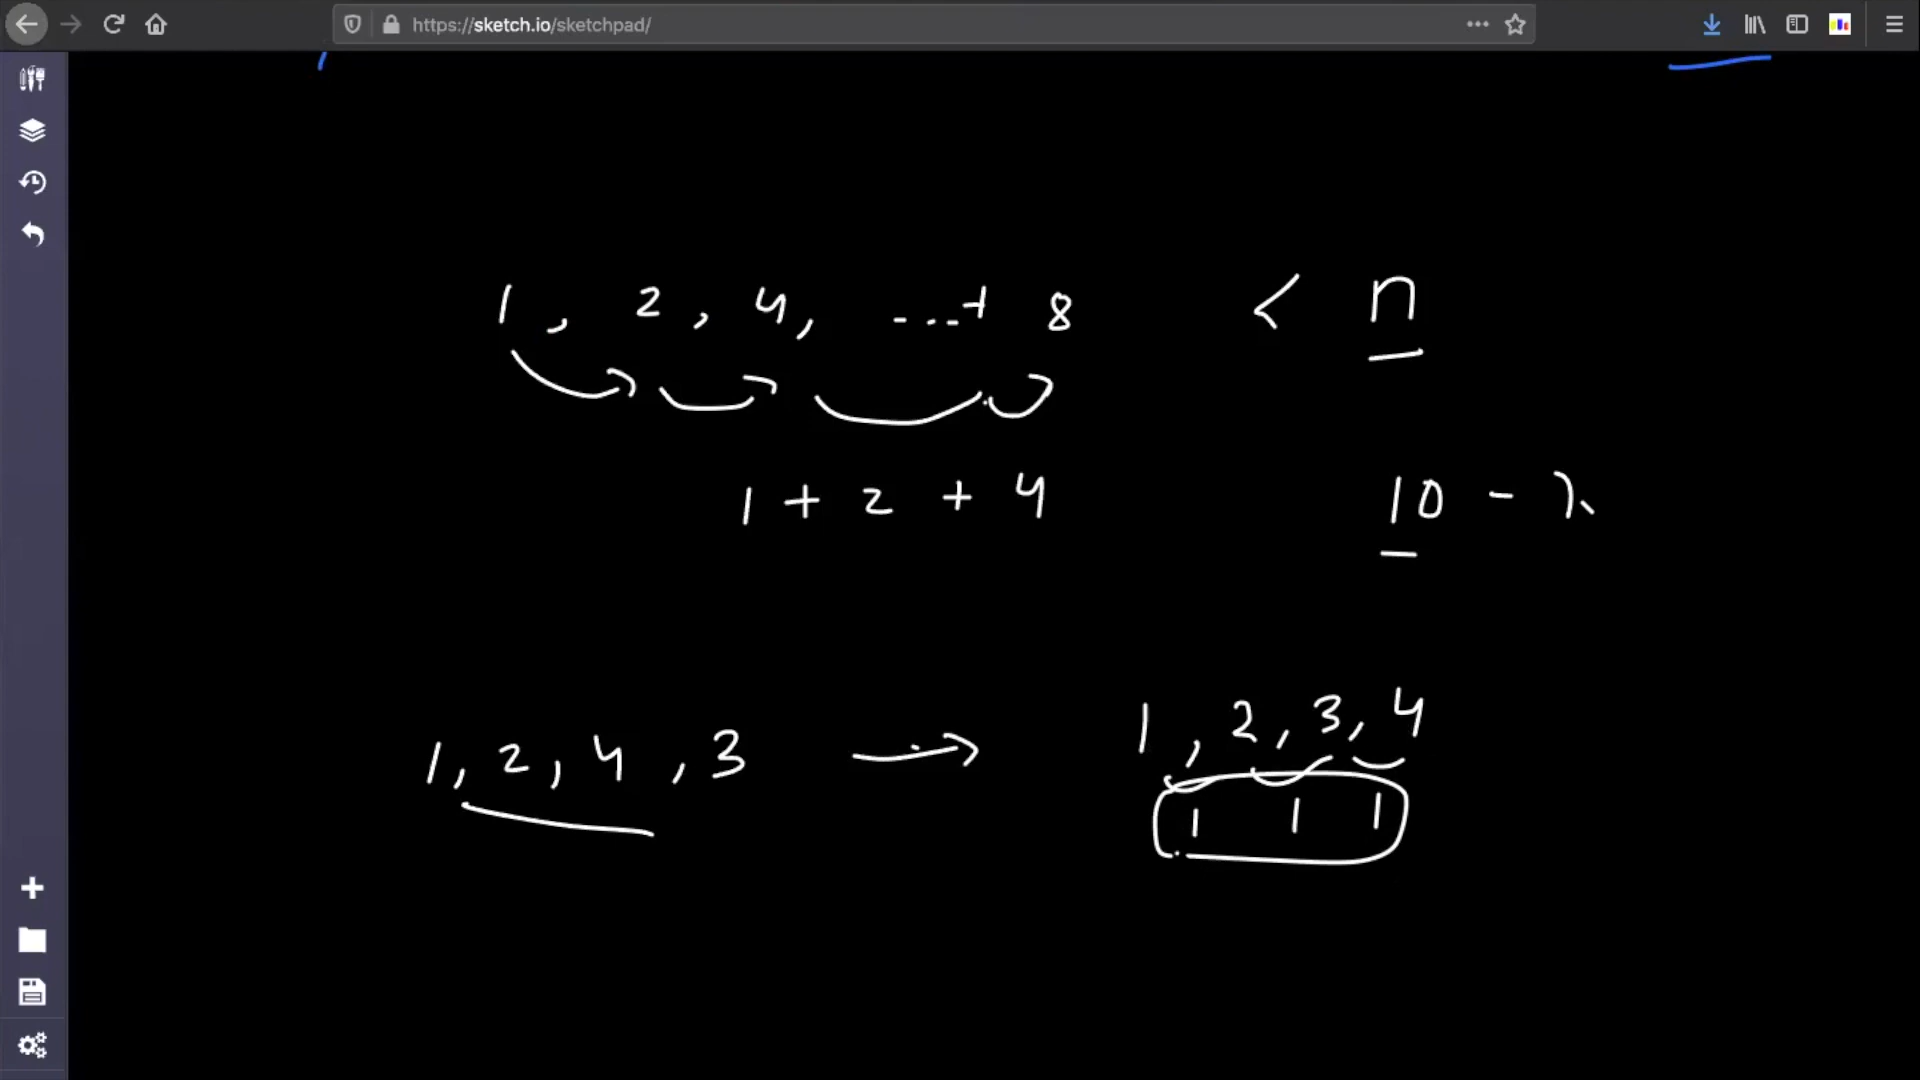 https://sketch.io/sketchpad/
1, 2, 4, ...+ 8 < n
1 + 2 + 4 10 -
1, 2, 4, 3 → 1, 2, 3, 4
1 1 1